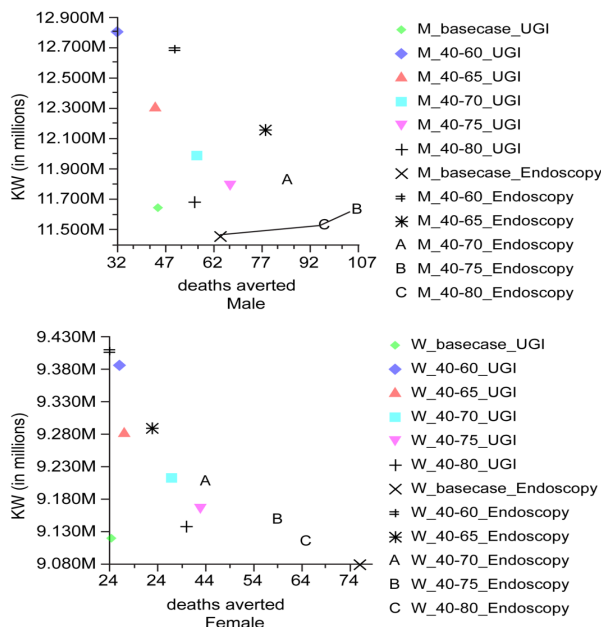 12.900M
12.700M
12.500M
12.300M
12.100M
11.900M
11.700M
11.500M
KW (in millions)
32 47 62 77 92 107
deaths averted
Male
A
B
C
M_basecase_UGI
M_40-60_UGI
M_40-65_UGI
M_40-70_UGI
M_40-75_UGI
M_40-80_UGI
M_basecase_Endoscopy
M_40-60_Endoscopy
M_40-65_Endoscopy
A M_40-70_Endoscopy
B M_40-75_Endoscopy
C M_40-80_Endoscopy
9.430M
9.380M
9.330M
9.280M
9.230M
9.180M
9.130M
9.080M
KW (in millions)
24 24 44 54 64 74
deaths averted
Female
A
B
C
W_basecase_UGI
W_40-60_UGI
W_40-65_UGI
W_40-70_UGI
W_40-75_UGI
W_40-80_UGI
W_basecase_Endoscopy
W_40-60_Endoscopy
W_40-65_Endoscopy
A W_40-70_Endoscopy
B W_40-75_Endoscopy
C W_40-80_Endoscopy